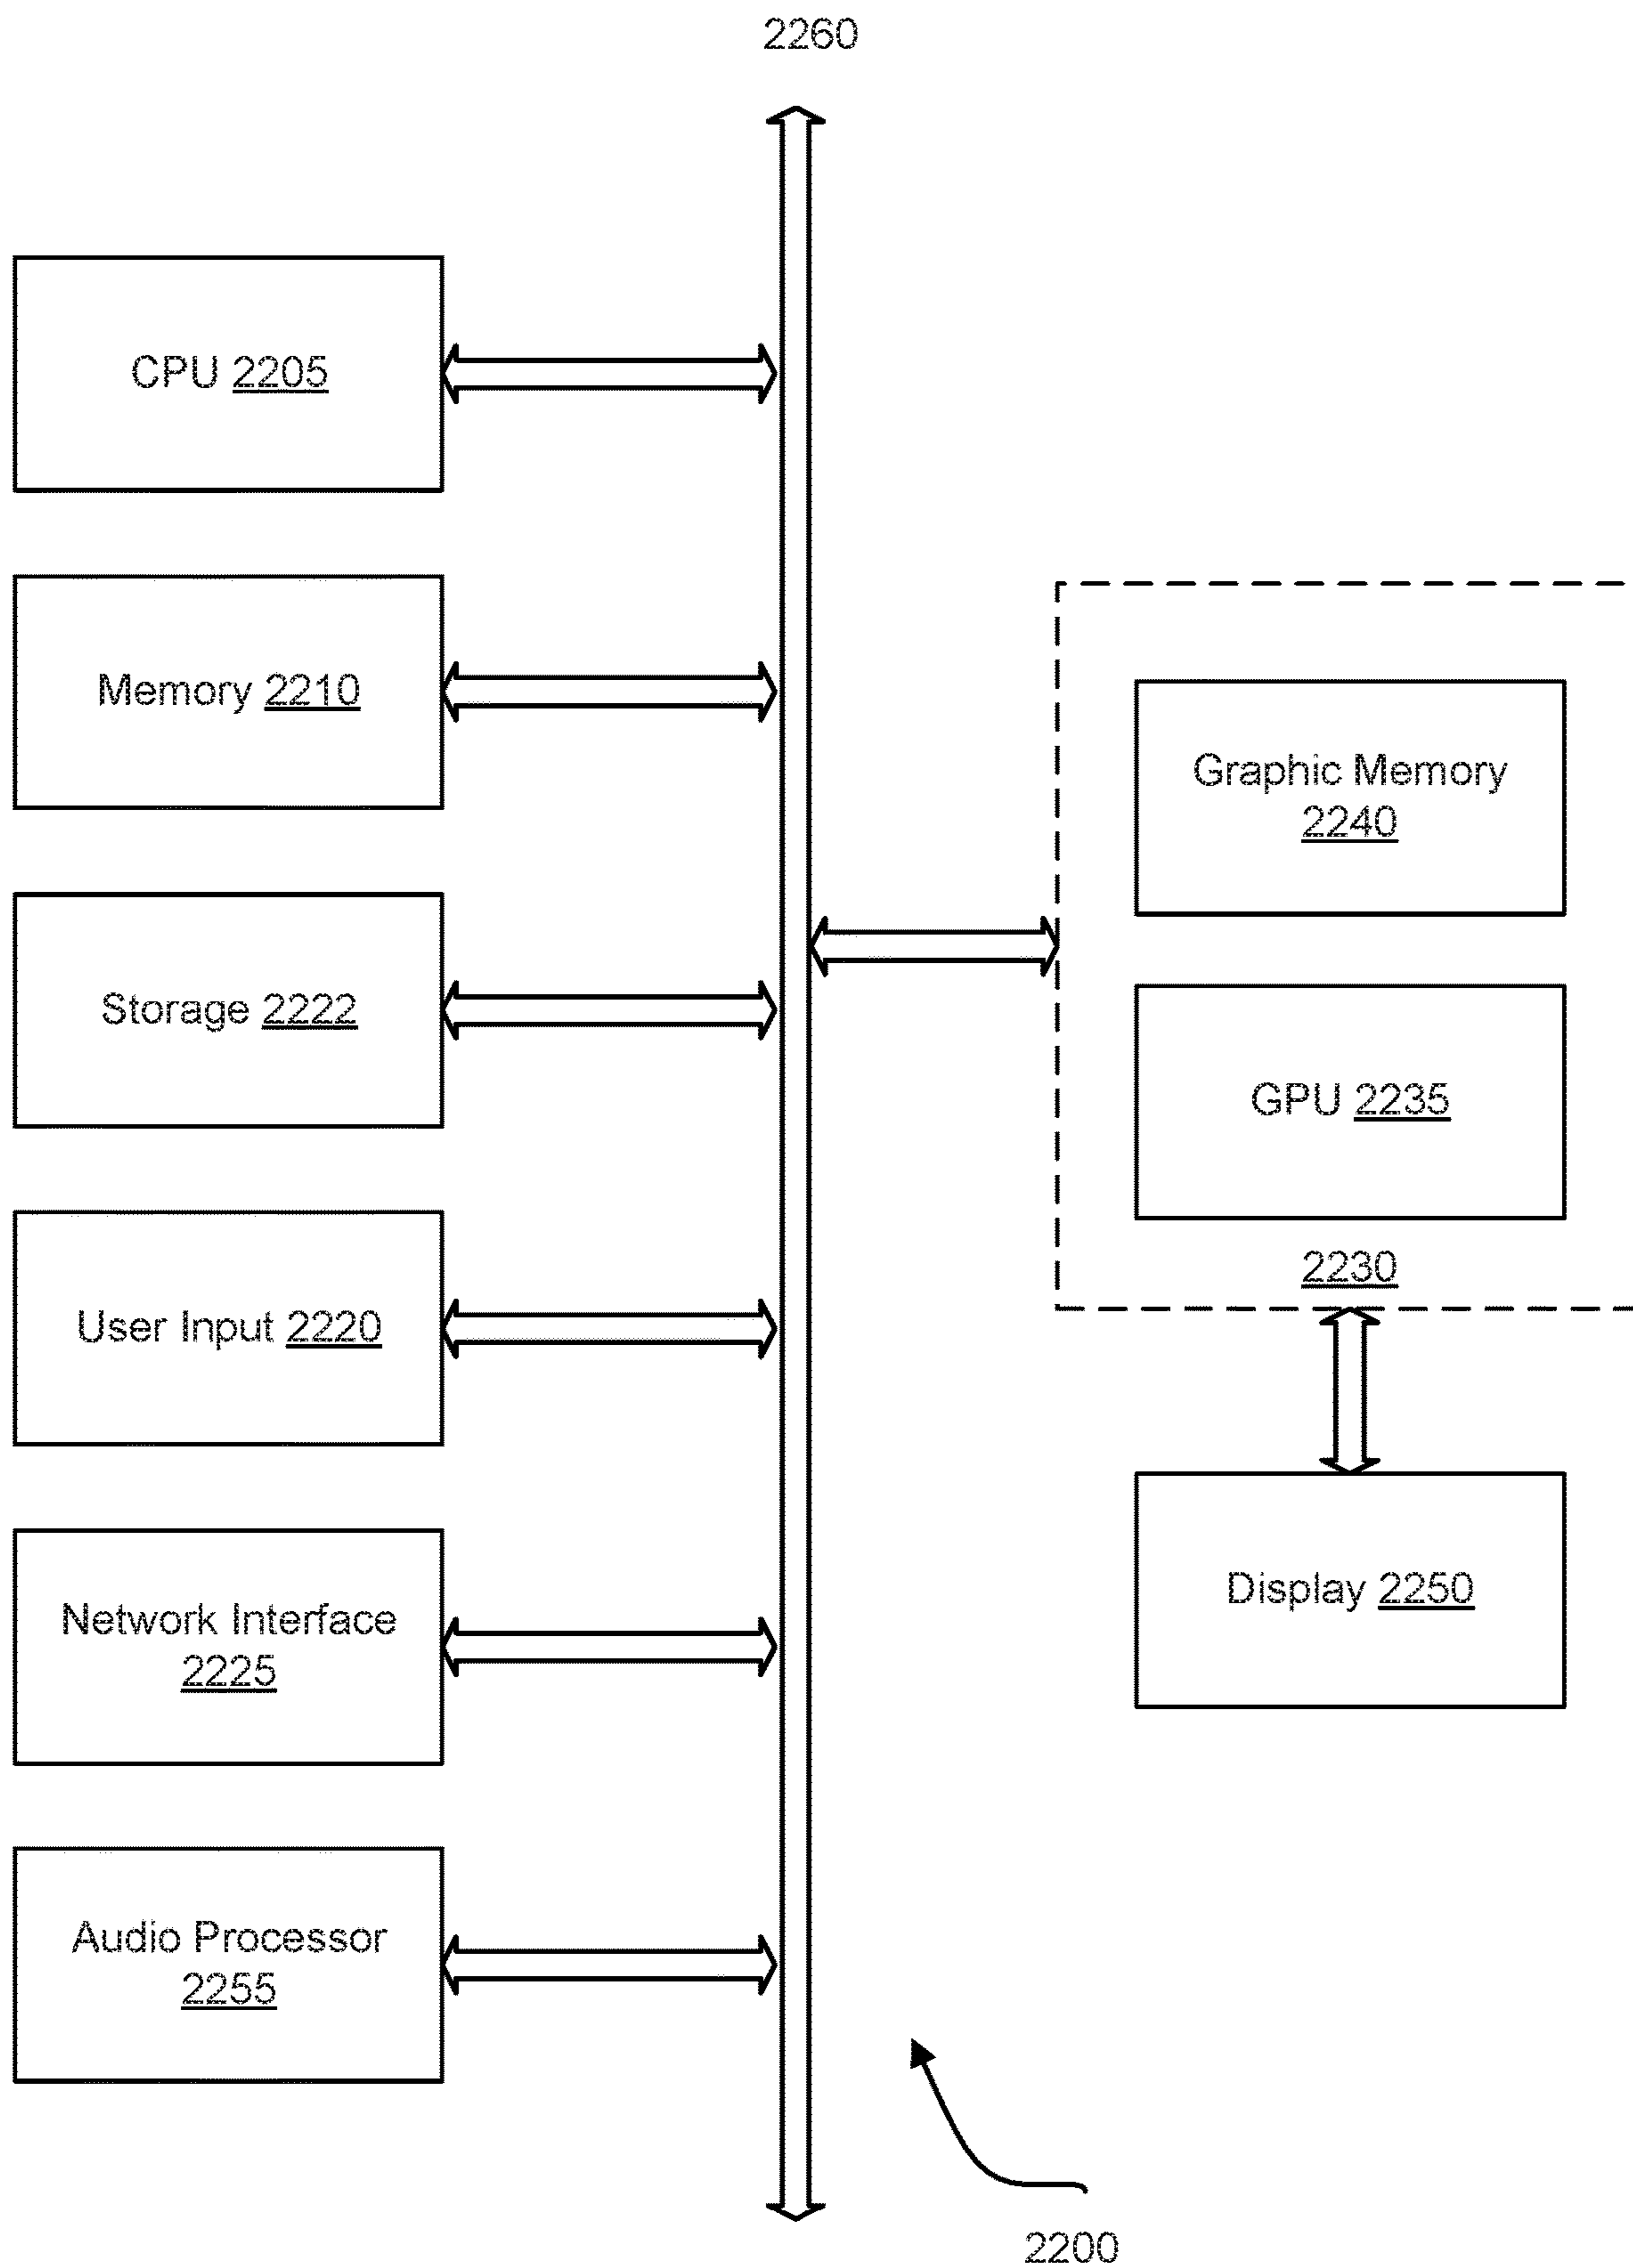 2260
CPU 2205
Memory 2210
Storage 2222
User Input 2220
Network Interface
2225
Audio Processor
2255
Graphic Memory
2240
GPU 2235
2230
Display 2250
2200